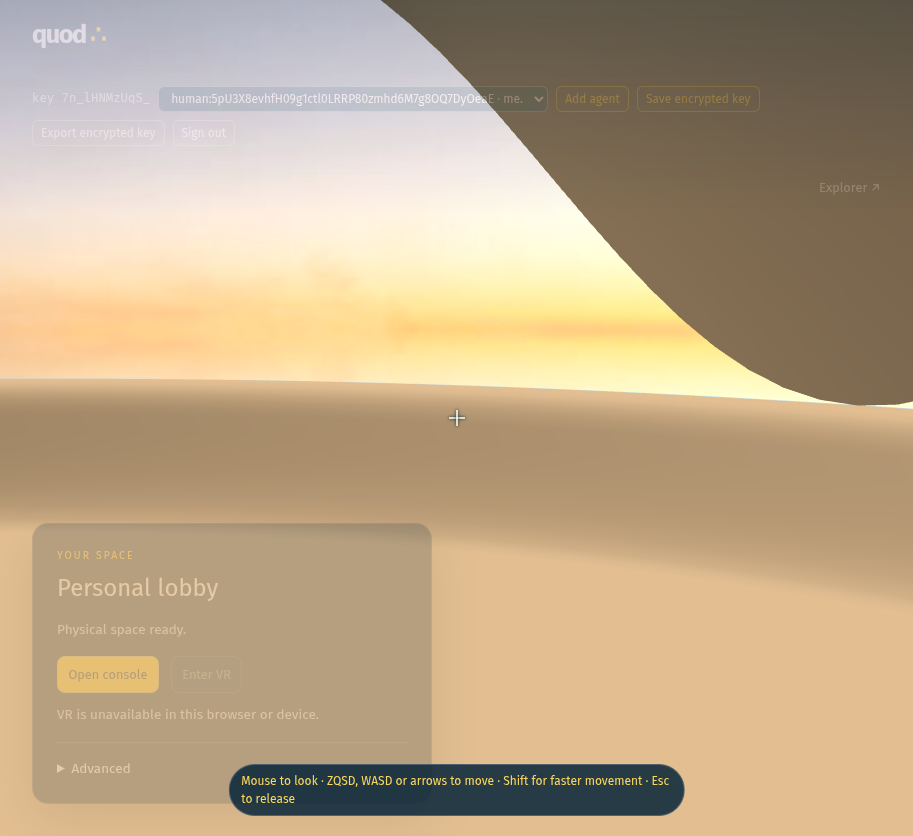 quod
key 7n_lHNMzUqS_ human:5pU3X8evhfH09g1ctl0LRRP80zmhd6M7g8OQ7DyOeaE · me. Add agent Save encrypted key
Export encrypted key Sign out
Explorer ↗
YOUR SPACE
Personal lobby
Physical space ready.
Open console Enter VR
VR is unavailable in this browser or device.
▶ Advanced
Mouse to look · ZQSD, WASD or arrows to move · Shift for faster movement · Esc
to release